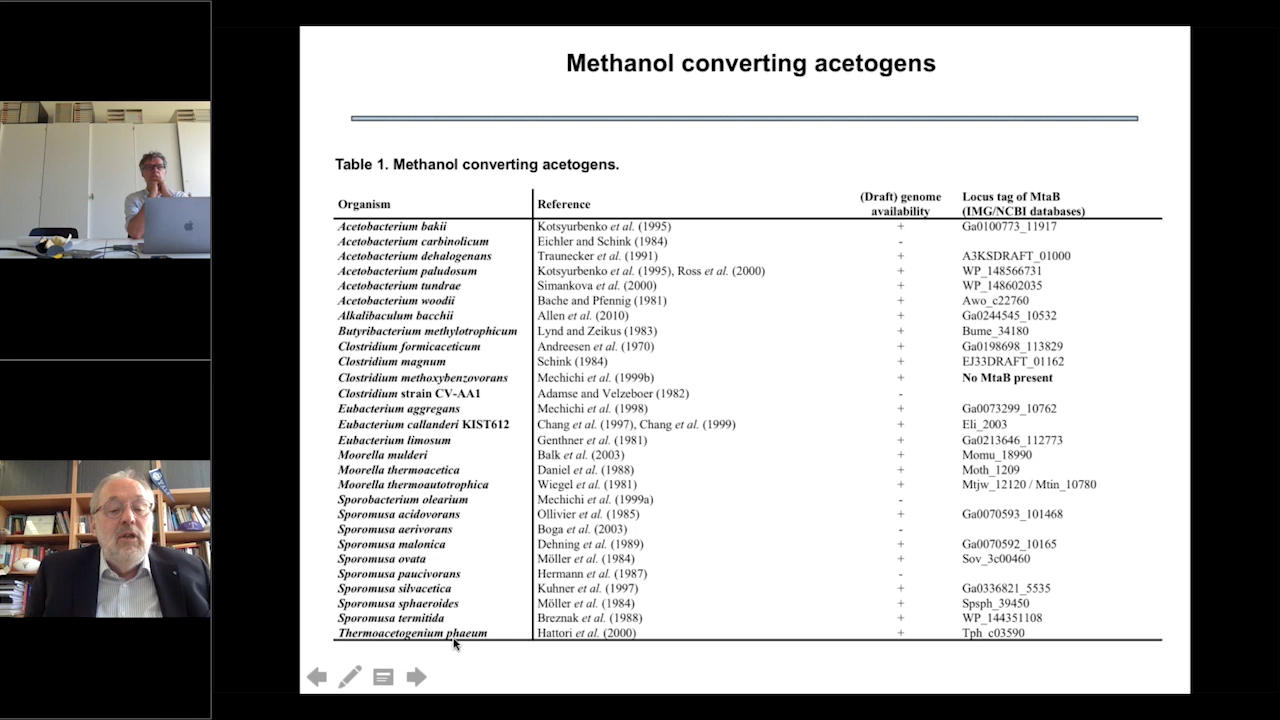 Methanol converting acetogens
Table 1. Methanol converting acetogens.
Organism Reference (Draft) genome availability Locus tag of MtaB (IMG/NCBI databases)
Acetobacterium bakii Kotsyurbenko et al. (1995) + Ga0100773_11917
Acetobacterium carbinolicum Eichler and Schink (1984) -
Acetobacterium dehalogenans Traunecker et al. (1991) + A3KSDRAFT_01000
Acetobacterium paludosum Kotsyurbenko et al. (1995), Ross et al. (2000) + WP_148566731
Acetobacterium tundrae Simankova et al. (2000) + WP_148602035
Acetobacterium woodii Bache and Pfennig (1981) + Awo_c22760
Alkalibaculum bacchii Allen et al. (2010) + Ga0244545_10532
Butyribacterium methylotrophicum Lynd and Zeikus (1983) + Bume_34180
Clostridium formicaceticum Andreesen et al. (1970) + Ga0198698_113829
Clostridium magnum Schink (1984) + EJ33DRAFT_01162
Clostridium methoxybenzovorans Mechichi et al. (1999b) + No MtaB present
Clostridium strain CV-AA1 Adamse and Velzeboer (1982) -
Eubacterium aggregans Mechichi et al. (1998) + Ga0073299_10762
Eubacterium callanderi KIST612 Chang et al. (1997), Chang et al. (1999) + Eli_2003
Eubacterium limosum Genthner et al. (1981) + Ga0213646_112773
Moorella mulderi Balk et al. (2003) + Momu_18990
Moorella thermoacetica Daniel et al. (1988) + Moth_1209
Moorella thermoautotrophica Wiegel et al. (1981) + Mtjw_12120 / Mtin_10780
Sporobacterium olearium Mechichi et al. (1999a) -
Sporomusa acidovorans Ollivier et al. (1985) + Ga0070593_101468
Sporomusa aerivorans Boga et al. (2003) -
Sporomusa malonica Dehning et al. (1989) + Ga0070592_10165
Sporomusa ovata Möller et al. (1984) + Sov_3c00460
Sporomusa paucivorans Hermann et al. (1987) -
Sporomusa silvacetica Kuhner et al. (1997) + Ga0336821_5535
Sporomusa sphaeroides Möller et al. (1984) + Spsph_39450
Sporomusa termitida Breznak et al. (1988) + WP_144351108
Thermoacetogenium phaeum Hattori et al. (2000) + Tph_c03590